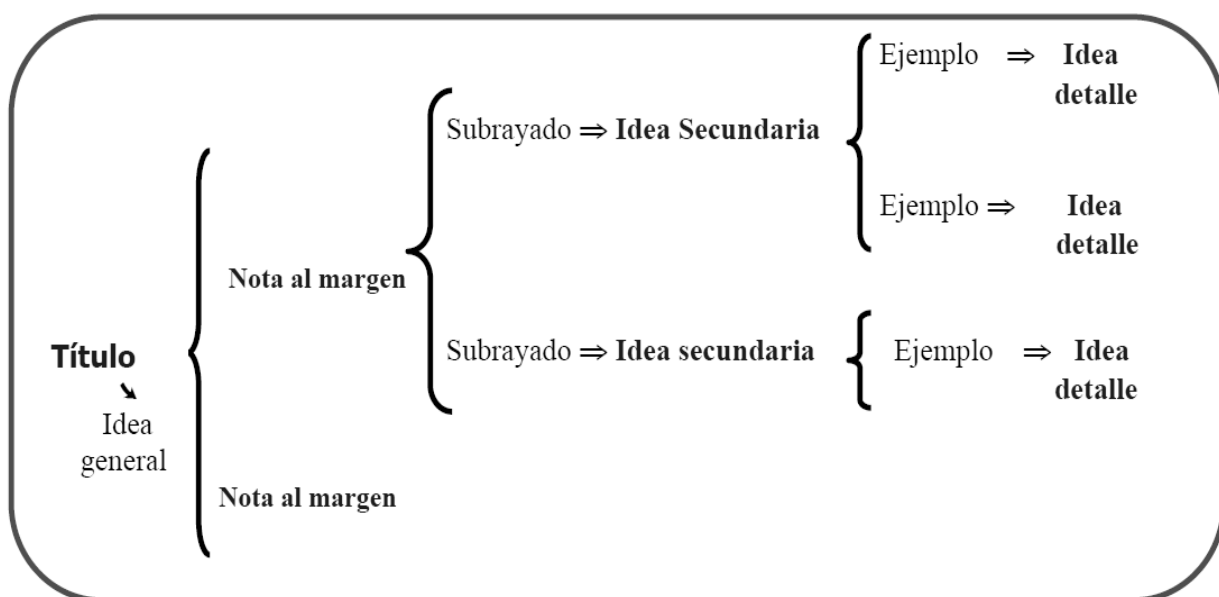 Ejemplo ⇒ Idea
detalle
Subrayado ⇒ Idea Secundaria
Ejemplo ⇒ Idea
detalle
Nota al margen
Subrayado ⇒ Idea secundaria
Ejemplo ⇒ Idea
detalle
Título
Idea
general
Nota al margen